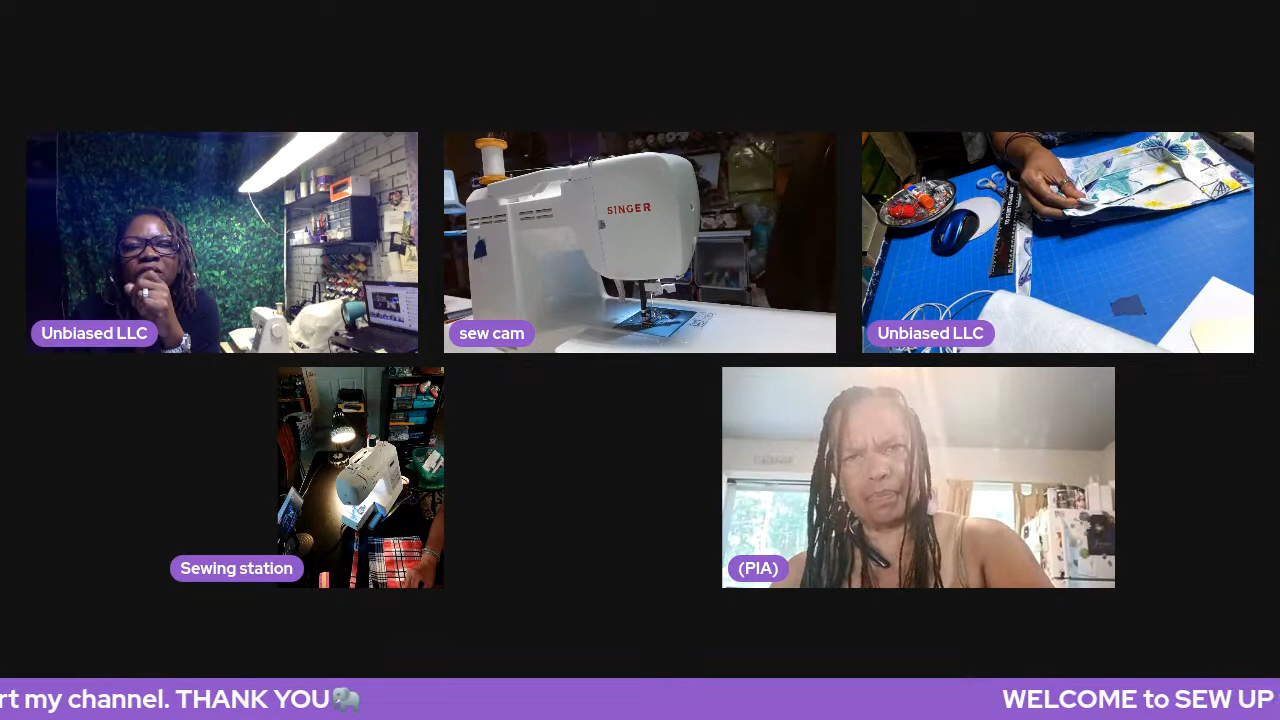 Unbiased LLC
SINGER
sew cam
Unbiased LLC
Sewing station
(PIA)
rt my channel. THANK YOU🐘
WELCOME to SEW UP